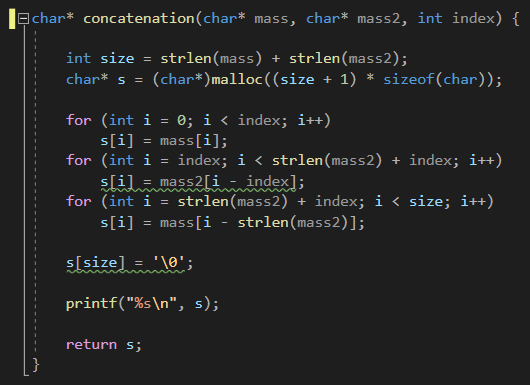 char* concatenation(char* mass, char* mass2, int index) {
int size = strlen(mass) + strlen(mass2);
char* s = (char*)malloc((size + 1) * sizeof(char));
for (int i = 0; i < index; i++)
s[i] = mass[i];
for (int i = index; i < strlen(mass2) + index; i++)
s[i] = mass2[i - index];
for (int i = strlen(mass2) + index; i < size; i++)
s[i] = mass[i - strlen(mass2)];
s[size] = '\0';
printf("%s\n", s);
return s;
}